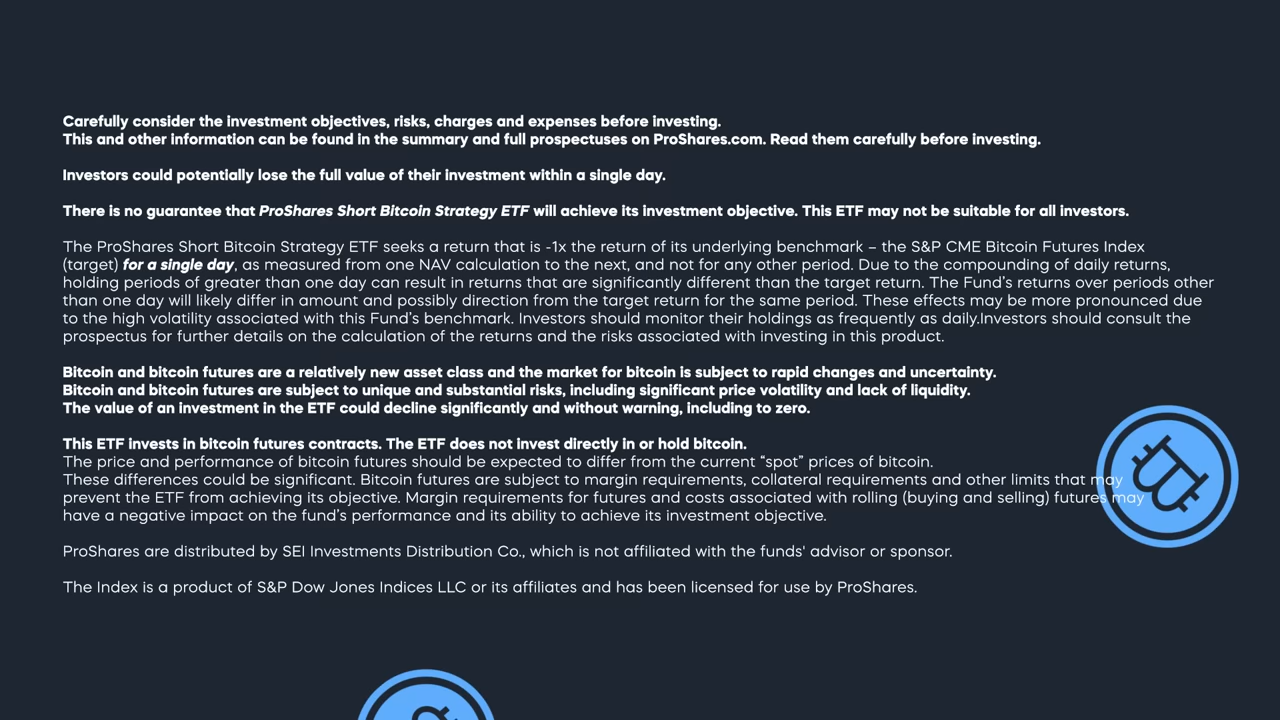 Carefully consider the investment objectives, risks, charges and expenses before investing.
This and other information can be found in the summary and full prospectuses on ProShares.com. Read them carefully before investing.
Investors could potentially lose the full value of their investment within a single day.
There is no guarantee that ProShares Short Bitcoin Strategy ETF will achieve its investment objective. This ETF may not be suitable for all investors.
The ProShares Short Bitcoin Strategy ETF seeks a return that is -1x the return of its underlying benchmark – the S&P CME Bitcoin Futures Index
(target) for a single day, as measured from one NAV calculation to the next, and not for any other period. Due to the compounding of daily returns,
holding periods of greater than one day can result in returns that are significantly different than the target return. The Fund’s returns over periods other
than one day will likely differ in amount and possibly direction from the target return for the same period. These effects may be more pronounced due
to the high volatility associated with this Fund’s benchmark. Investors should monitor their holdings as frequently as daily.Investors should consult the
prospectus for further details on the calculation of the returns and the risks associated with investing in this product.
Bitcoin and bitcoin futures are a relatively new asset class and the market for bitcoin is subject to rapid changes and uncertainty.
Bitcoin and bitcoin futures are subject to unique and substantial risks, including significant price volatility and lack of liquidity.
The value of an investment in the ETF could decline significantly and without warning, including to zero.
This ETF invests in bitcoin futures contracts. The ETF does not invest directly in or hold bitcoin.
The price and performance of bitcoin futures should be expected to differ from the current “spot” prices of bitcoin.
These differences could be significant. Bitcoin futures are subject to margin requirements, collateral requirements and other limits that may
prevent the ETF from achieving its objective. Margin requirements for futures and costs associated with rolling (buying and selling) futures may
have a negative impact on the fund’s performance and its ability to achieve its investment objective.
ProShares are distributed by SEI Investments Distribution Co., which is not affiliated with the funds' advisor or sponsor.
The Index is a product of S&P Dow Jones Indices LLC or its affiliates and has been licensed for use by ProShares.